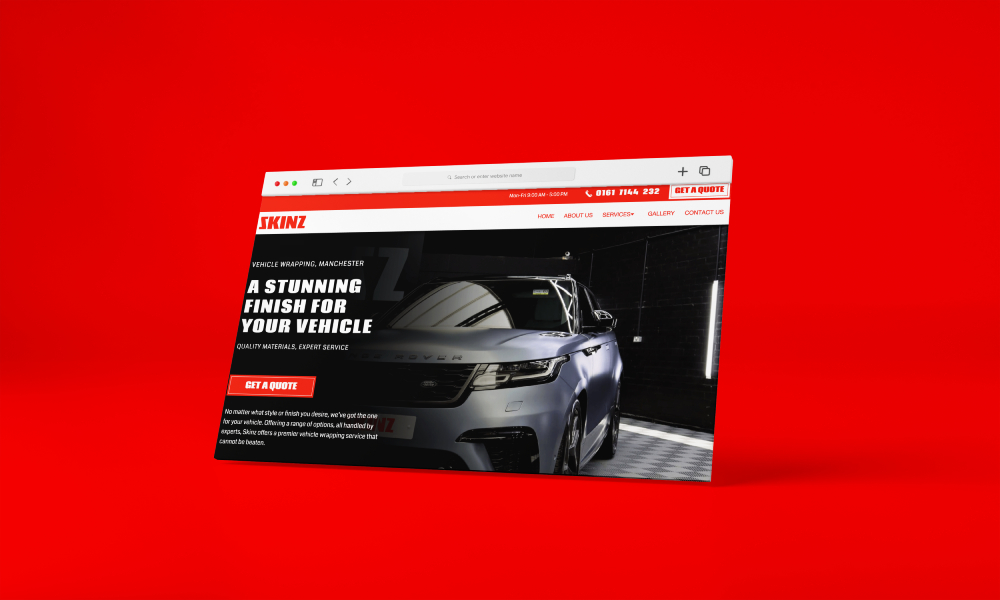 Search or enter website name
Mon-Fri 9:00 AM - 5:00 PM
0161 7144 232
GET A QUOTE
SKINZ
HOME ABOUT US SERVICES GALLERY CONTACT US
VEHICLE WRAPPING, MANCHESTER
A STUNNING
FINISH FOR
YOUR VEHICLE
QUALITY MATERIALS, EXPERT SERVICE
GET A QUOTE
No matter what style or finish you desire, we've got the one
for your vehicle. Offering a range of options, all handled by
experts, Skinz offers a premier vehicle wrapping service that
cannot be beaten.
ROVER